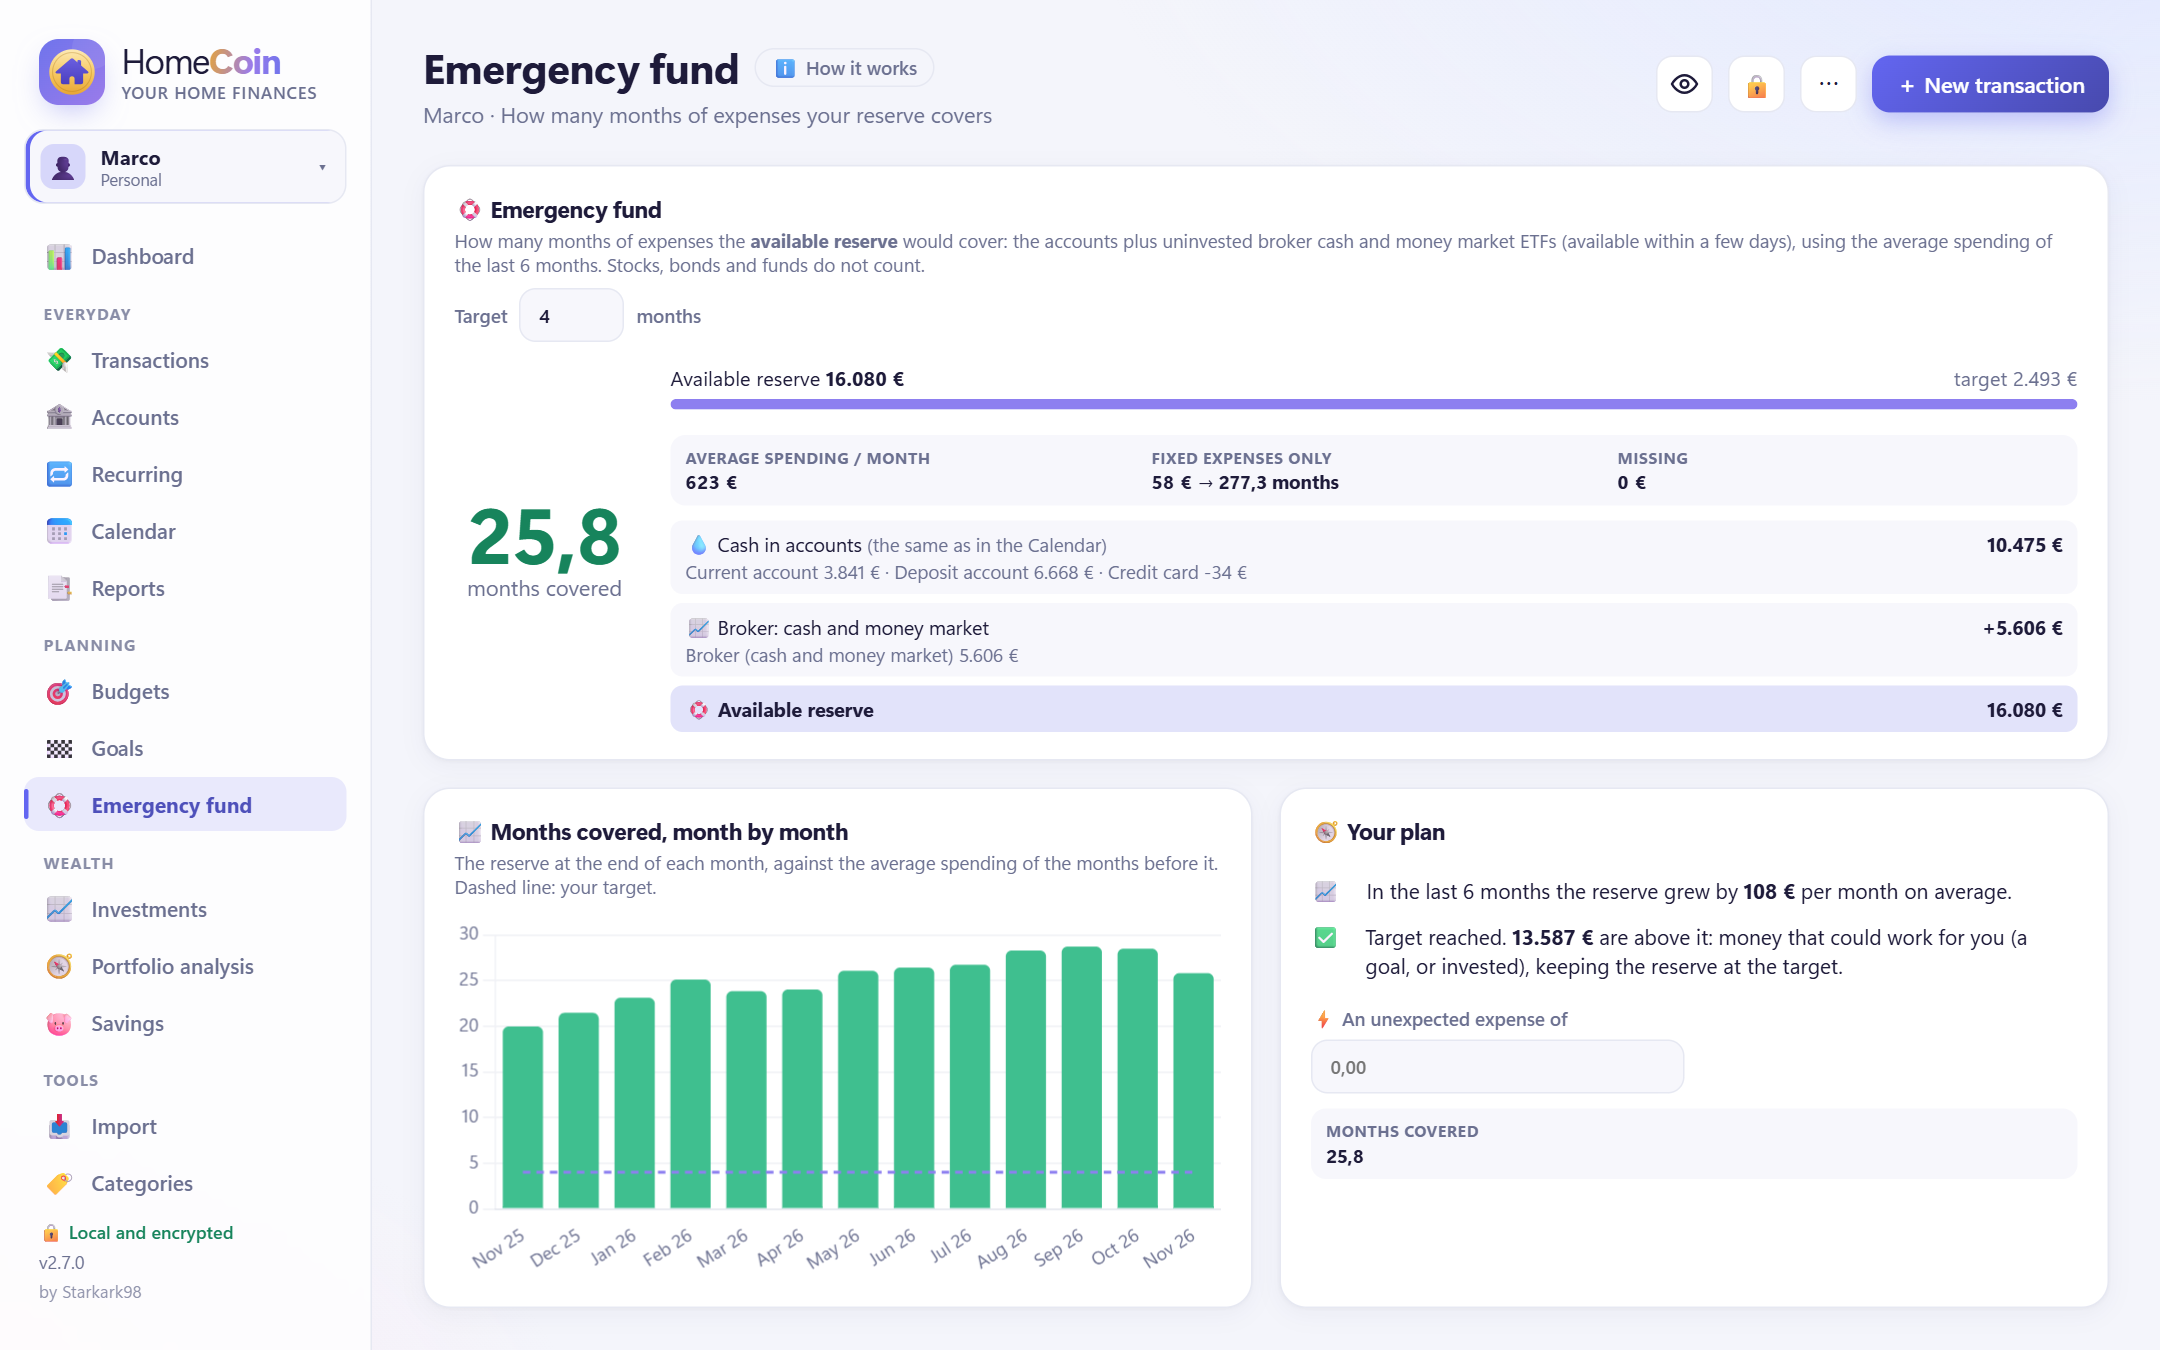 HomeCoin
YOUR HOME FINANCES
Marco
Personal
Dashboard
EVERYDAY
Transactions
Accounts
Recurring
Calendar
Reports
PLANNING
Budgets
Goals
Emergency fund
WEALTH
Investments
Portfolio analysis
Savings
TOOLS
Import
Categories
Local and encrypted
v2.7.0
by Starkark98
Emergency fund
How it works
Marco · How many months of expenses your reserve covers
+ New transaction
Emergency fund
How many months of expenses the available reserve would cover: the accounts plus uninvested broker cash and money market ETFs (available within a few days), using the average spending of
the last 6 months. Stocks, bonds and funds do not count.
Target 4 months
25,8
months covered
Available reserve 16.080 €
target 2.493 €
AVERAGE SPENDING / MONTH
623 €
FIXED EXPENSES ONLY
58 € → 277,3 months
MISSING
0 €
Cash in accounts (the same as in the Calendar) 10.475 €
Current account 3.841 € · Deposit account 6.668 € · Credit card -34 €
Broker: cash and money market +5.606 €
Broker (cash and money market) 5.606 €
Available reserve 16.080 €
Months covered, month by month
The reserve at the end of each month, against the average spending of the months before it.
Dashed line: your target.
30
25
20
15
10
5
0
Nov 25 Dec 25 Jan 26 Feb 26 Mar 26 Apr 26 May 26 Jun 26 Jul 26 Aug 26 Sep 26 Oct 26 Nov 26
Your plan
In the last 6 months the reserve grew by 108 € per month on average.
Target reached. 13.587 € are above it: money that could work for you (a
goal, or invested), keeping the reserve at the target.
An unexpected expense of
0,00
MONTHS COVERED
25,8